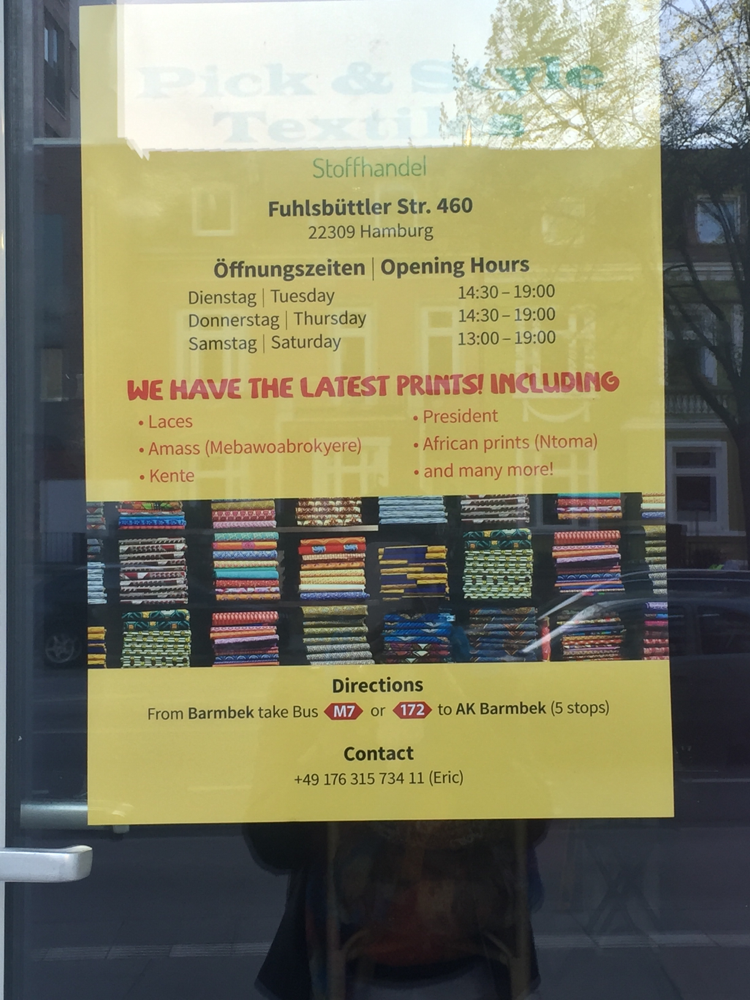 Pick & Style
Textiles
Stoffhandel
Fuhlsbüttler Str. 460
22309 Hamburg
Öffnungszeiten | Opening Hours
Dienstag | Tuesday 14:30 – 19:00
Donnerstag | Thursday 14:30 – 19:00
Samstag | Saturday 13:00 – 19:00
WE HAVE THE LATEST PRINTS! INCLUDING
• Laces
• Amass (Mebawoabrokyere)
• Kente
• President
• African prints (Ntoma)
• and many more!
Directions
From Barmbek take Bus M7 or 172 to AK Barmbek (5 stops)
Contact
+49 176 315 734 11 (Eric)